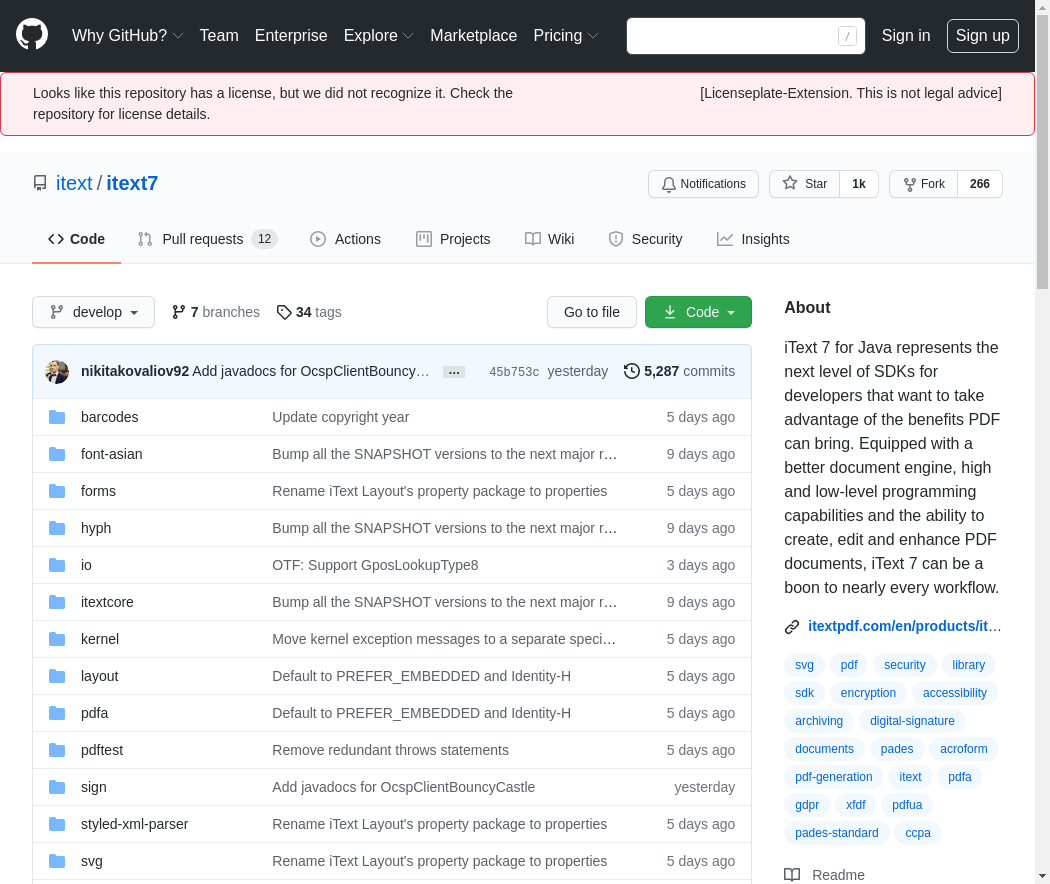 Why GitHub? Team Enterprise Explore Marketplace Pricing / Sign in Sign up
Looks like this repository has a license, but we did not recognize it. Check the
repository for license details.
[Licenseplate-Extension. This is not legal advice]
itext / itext7
Notifications Star 1k Fork 266
Code Pull requests 12 Actions Projects Wiki Security Insights
develop 7 branches 34 tags Go to file Code
nikitakovaliov92 Add javadocs for OcspClientBouncy… … 45b753c yesterday 5,287 commits
barcodes Update copyright year 5 days ago
font-asian Bump all the SNAPSHOT versions to the next major r… 9 days ago
forms Rename iText Layout's property package to properties 5 days ago
hyph Bump all the SNAPSHOT versions to the next major r… 9 days ago
io OTF: Support GposLookupType8 3 days ago
itextcore Bump all the SNAPSHOT versions to the next major r… 9 days ago
kernel Move kernel exception messages to a separate speci… 5 days ago
layout Default to PREFER_EMBEDDED and Identity-H 5 days ago
pdfa Default to PREFER_EMBEDDED and Identity-H 5 days ago
pdftest Remove redundant throws statements 5 days ago
sign Add javadocs for OcspClientBouncyCastle yesterday
styled-xml-parser Rename iText Layout's property package to properties 5 days ago
svg Rename iText Layout's property package to properties 5 days ago
About
iText 7 for Java represents the
next level of SDKs for
developers that want to take
advantage of the benefits PDF
can bring. Equipped with a
better document engine, high
and low-level programming
capabilities and the ability to
create, edit and enhance PDF
documents, iText 7 can be a
boon to nearly every workflow.
itextpdf.com/en/products/it…
svg pdf security library
sdk encryption accessibility
archiving digital-signature
documents pades acroform
pdf-generation itext pdfa
gdpr xfdf pdfua
pades-standard ccpa
Readme